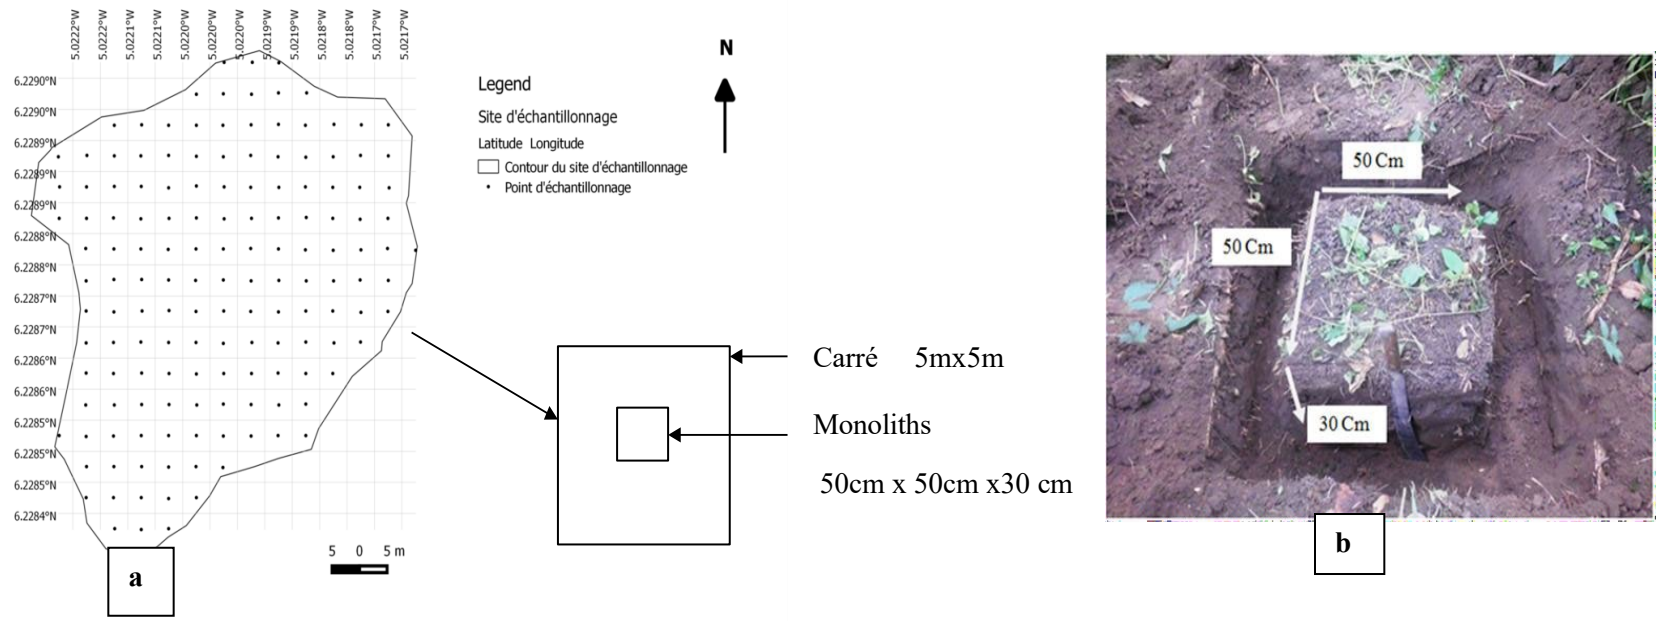 5.0222°W
5.0222°W
5.0221°W
5.0221°W
5.0220°W
5.0220°W
5.0220°W
5.0219°W
5.0219°W
5.0218°W
5.0218°W
5.0217°W
5.0217°W
6.2290°N
6.2290°N
6.2289°N
6.2289°N
6.2289°N
6.2288°N
6.2288°N
6.2287°N
6.2287°N
6.2286°N
6.2286°N
6.2285°N
6.2285°N
6.2285°N
6.2284°N
N
Legend
Site d'échantillonnage
Latitude Longitude
Contour du site d'échantillonnage
Point d'échantillonnage
5 0 5 m
a
Carré 5mx5m
Monoliths
50cm x 50cm x30 cm
50 Cm
50 Cm
30 Cm
b